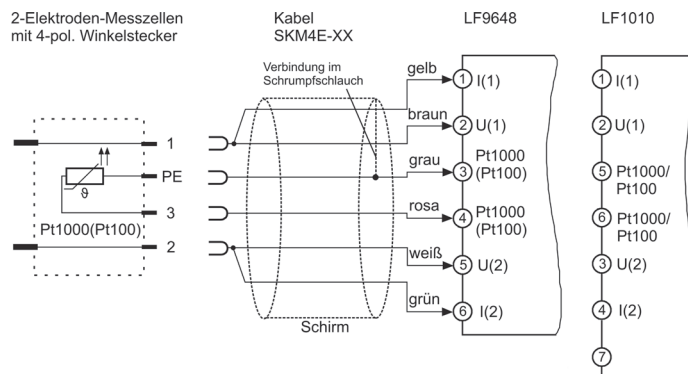 2-Elektroden-Messzellen
mit 4-pol. Winkelstecker
Kabel
SKM4E-XX
LF9648
LF1010
Verbindung im
Schrumpfschlauch
gelb
1 I(1)
1 I(1)
1
braun
2 U(1)
2 U(1)
PE
grau
3 Pt1000
(Pt100)
5 Pt1000/
Pt100
ϑ
3
rosa
4 Pt1000
(Pt100)
6 Pt1000/
Pt100
Pt1000(Pt100)
2
weiß
5 U(2)
3 U(2)
grün
6 I(2)
4 I(2)
Schirm
7